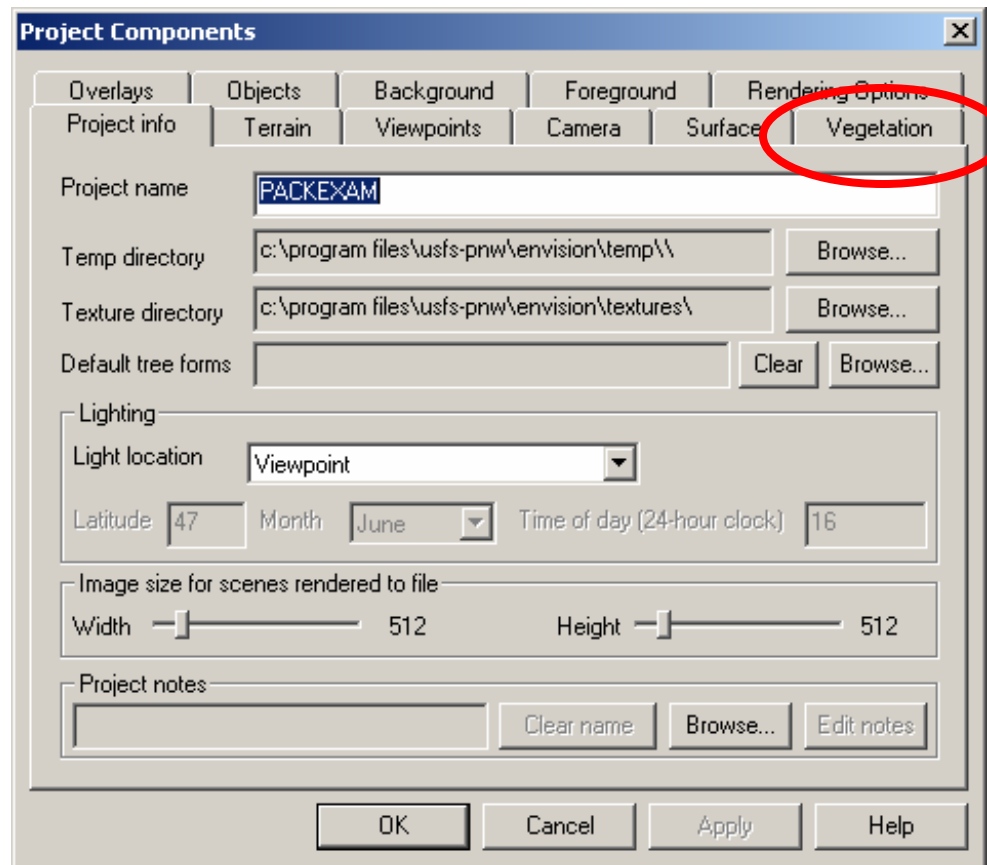 Project Components
Overlays Objects Background Foreground Rendering Options
Project info Terrain Viewpoints Camera Surface Vegetation
Project name PACKEXAM
Temp directory c:\program files\usfs-pnw\envision\temp\\ Browse...
Texture directory c:\program files\usfs-pnw\envision\textures\ Browse...
Default tree forms Clear Browse...
Lighting
Light location Viewpoint
Latitude 47 Month June Time of day (24-hour clock) 16
Image size for scenes rendered to file
Width 512 Height 512
Project notes
Clear name Browse... Edit notes
OK Cancel Apply Help